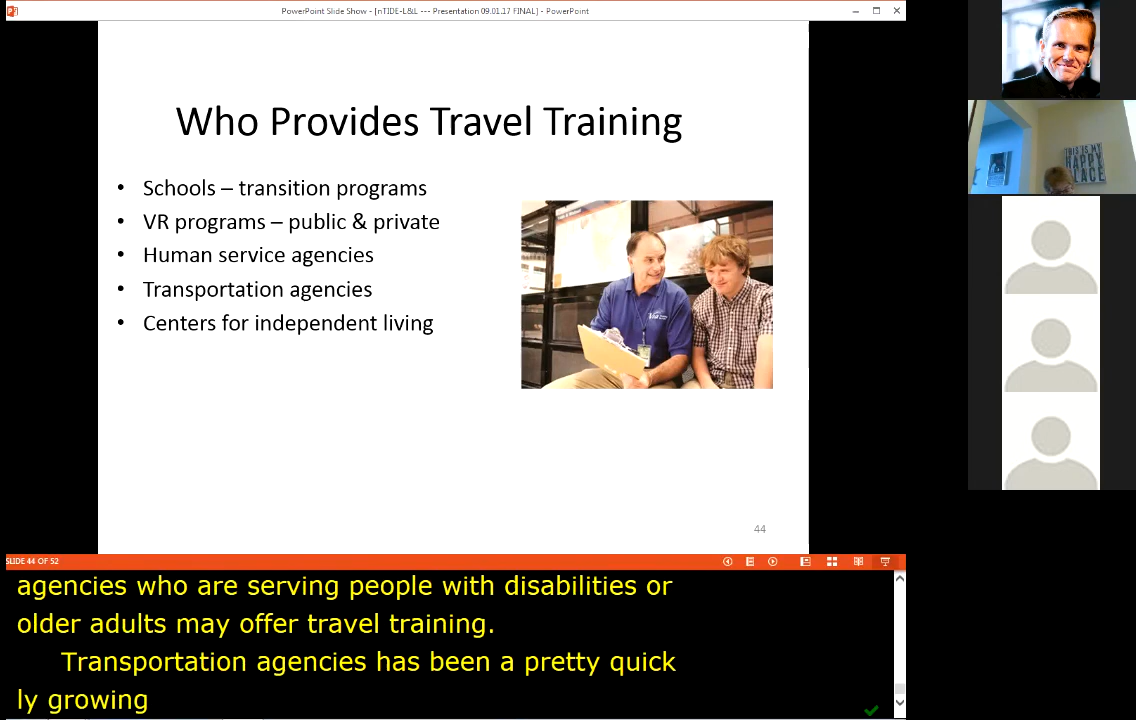 PowerPoint Slide Show - [nTIDE-L&L --- Presentation 09.01.17 FINAL] - PowerPoint
Who Provides Travel Training
• Schools – transition programs
• VR programs – public & private
• Human service agencies
• Transportation agencies
• Centers for independent living
44
SLIDE 44 OF 52
agencies who are serving people with disabilities or
older adults may offer travel training.
Transportation agencies has been a pretty quick
ly growing
THIS IS MY
HAPPY
PLACE